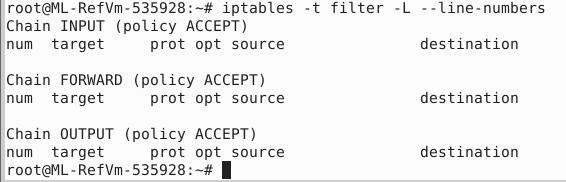 root@ML-RefVm-535928:~# iptables -t filter -L --line-numbers
Chain INPUT (policy ACCEPT)
num  target     prot opt source               destination

Chain FORWARD (policy ACCEPT)
num  target     prot opt source               destination

Chain OUTPUT (policy ACCEPT)
num  target     prot opt source               destination
root@ML-RefVm-535928:~#